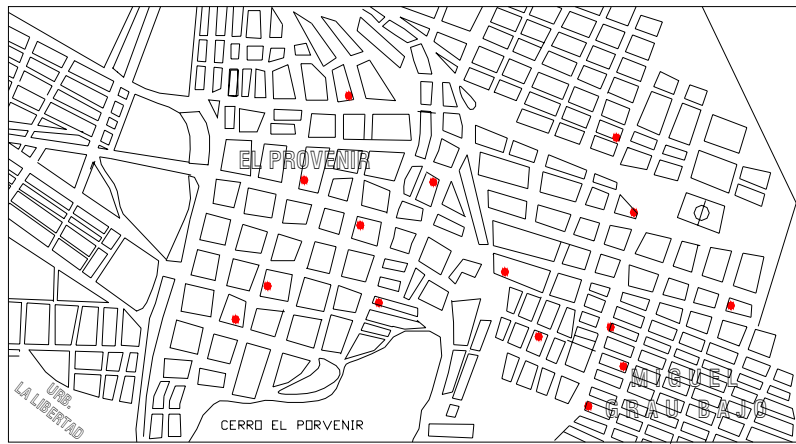 EL PROVENIR
MIGUEL
GRAU BAJO
URB.
LA LIBERTAD
CERRO EL PORVENIR